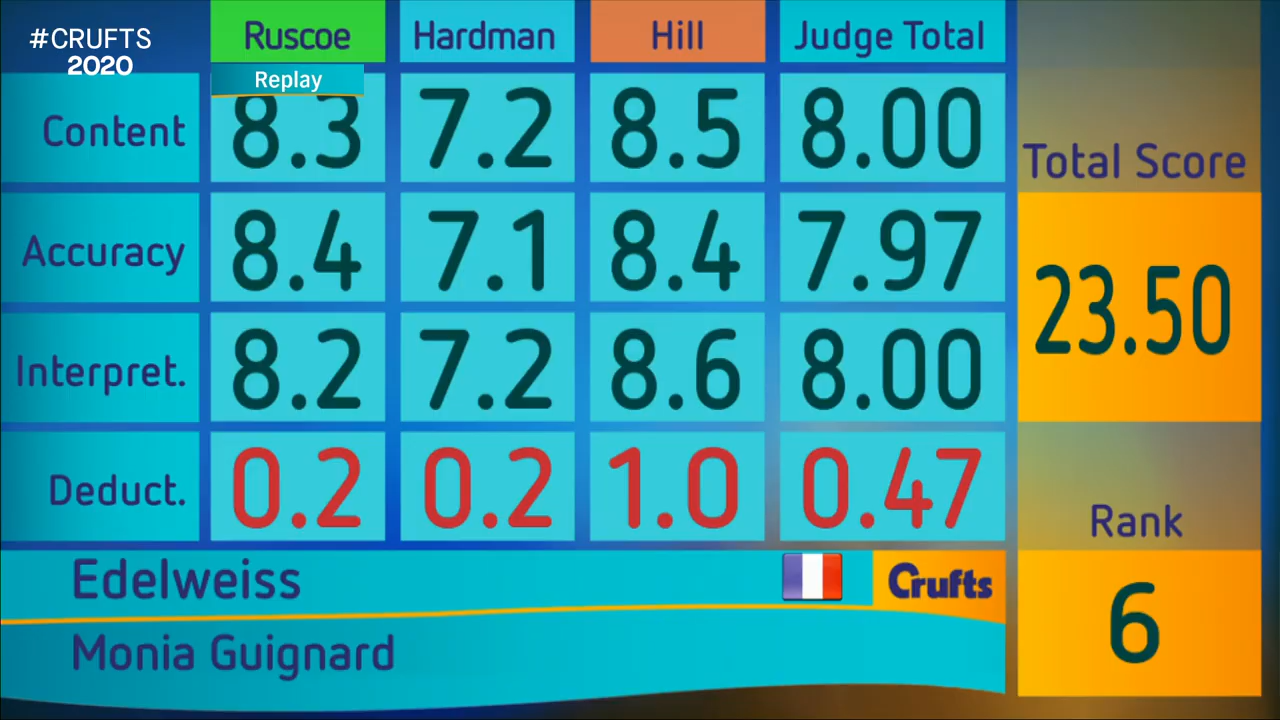 #CRUFTS
2020
Ruscoe Hardman Hill Judge Total
Replay
Content 8.3 7.2 8.5 8.00
Total Score
Accuracy 8.4 7.1 8.4 7.97
23.50
Interpret. 8.2 7.2 8.6 8.00
Deduct. 0.2 0.2 1.0 0.47
Rank
Edelweiss Crufts
6
Monia Guignard